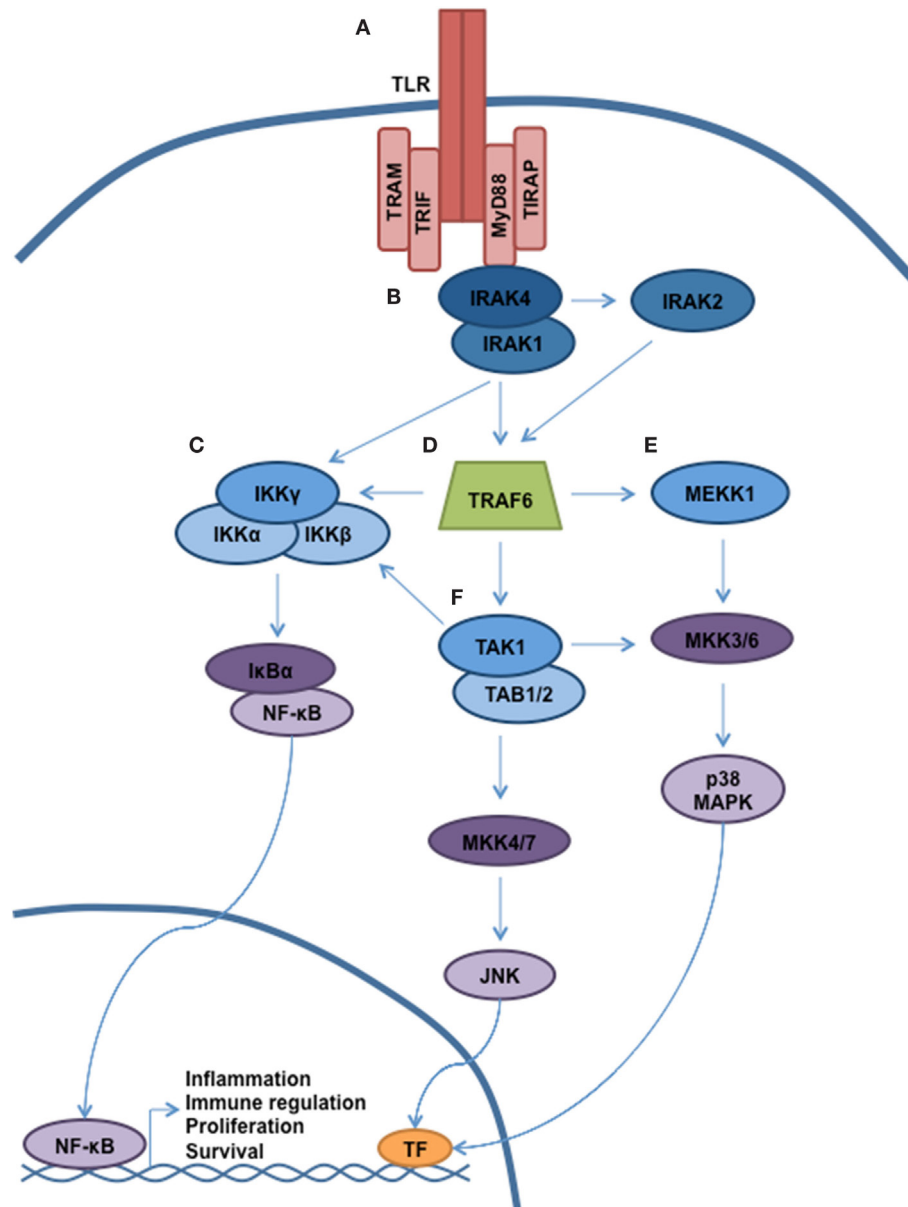 A
TLR
TRAM
TRIF
MyD88
TIRAP
B
IRAK4
IRAK2
IRAK1
C
D
E
IKKγ
TRAF6
MEKK1
IKKα
IKKβ
F
TAK1
MKK3/6
IκBα
TAB1/2
NF-κB
p38
MAPK
MKK4/7
JNK
Inflammation
Immune regulation
Proliferation
Survival
NF-κB
TF